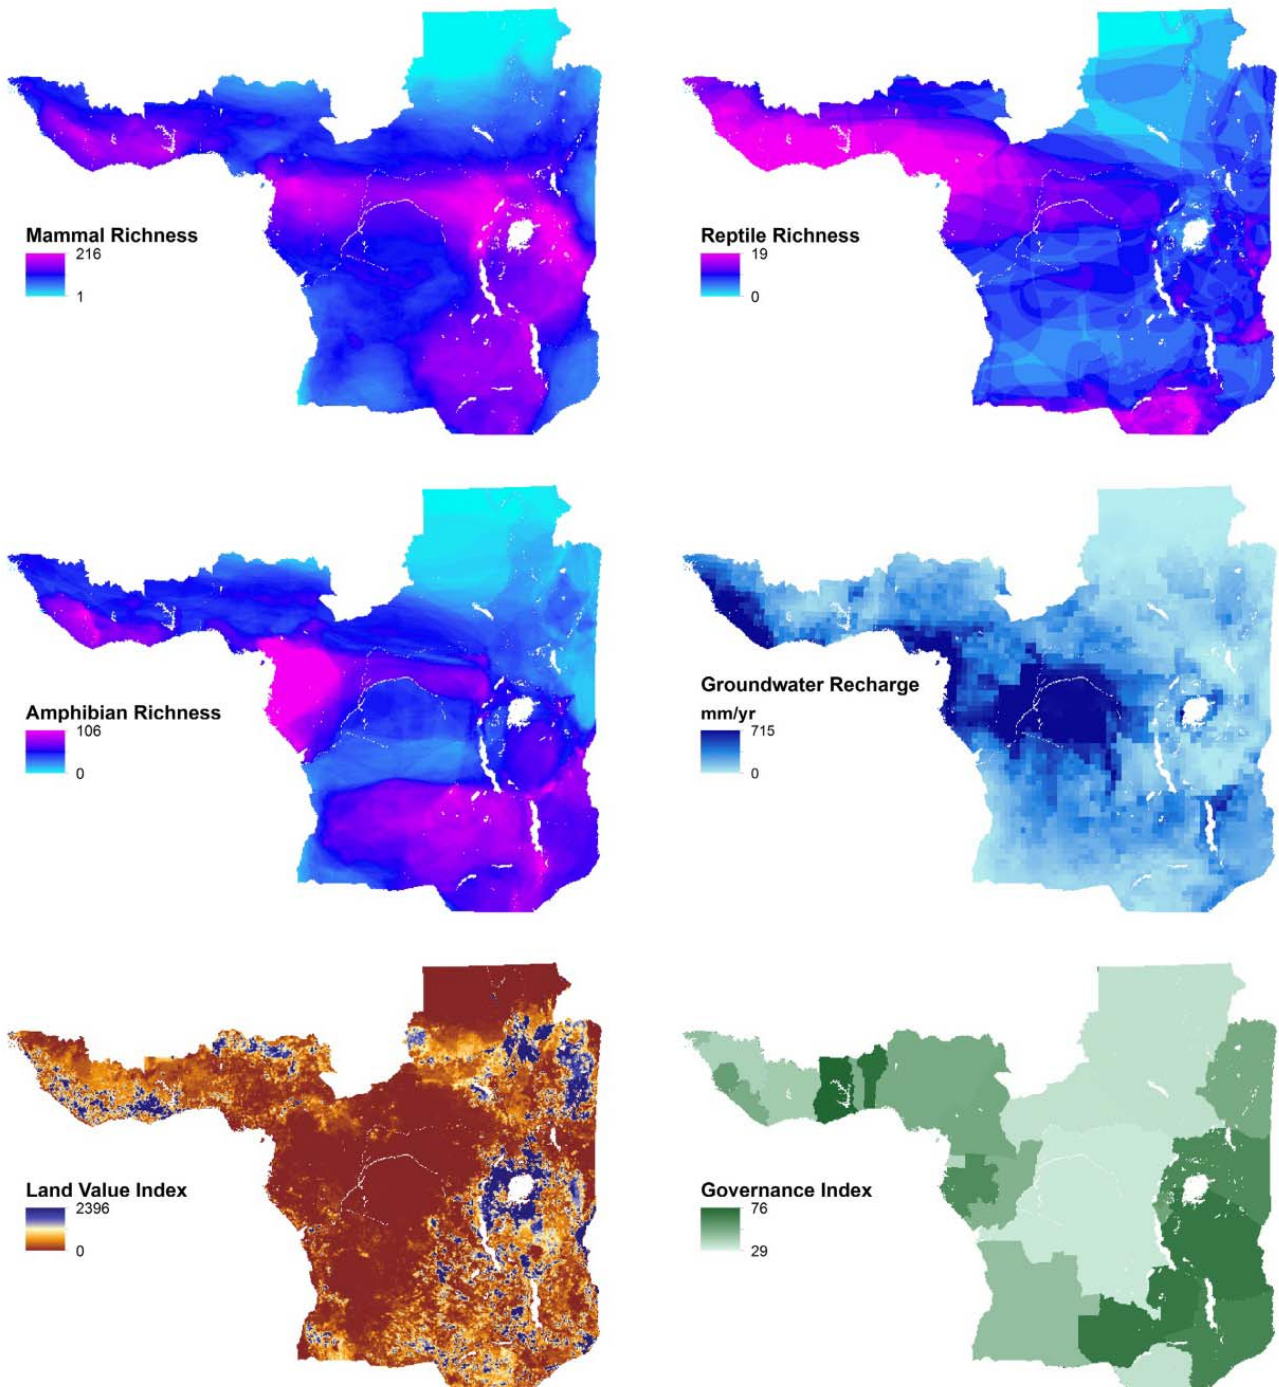 Mammal Richness
216
1
Reptile Richness
19
0
Amphibian Richness
106
0
Groundwater Recharge
mm/yr
715
0
Land Value Index
2396
0
Governance Index
76
29